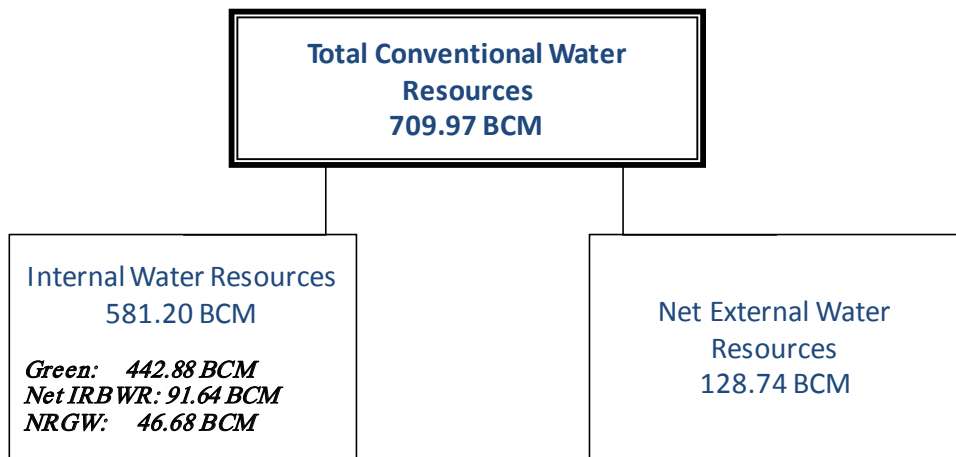 Total Conventional Water
Resources
709.97 BCM
Internal Water Resources
581.20 BCM
Green: 442.88 BCM
Net IRBWR: 91.64 BCM
NRGW: 46.68 BCM
Net External Water
Resources
128.74 BCM